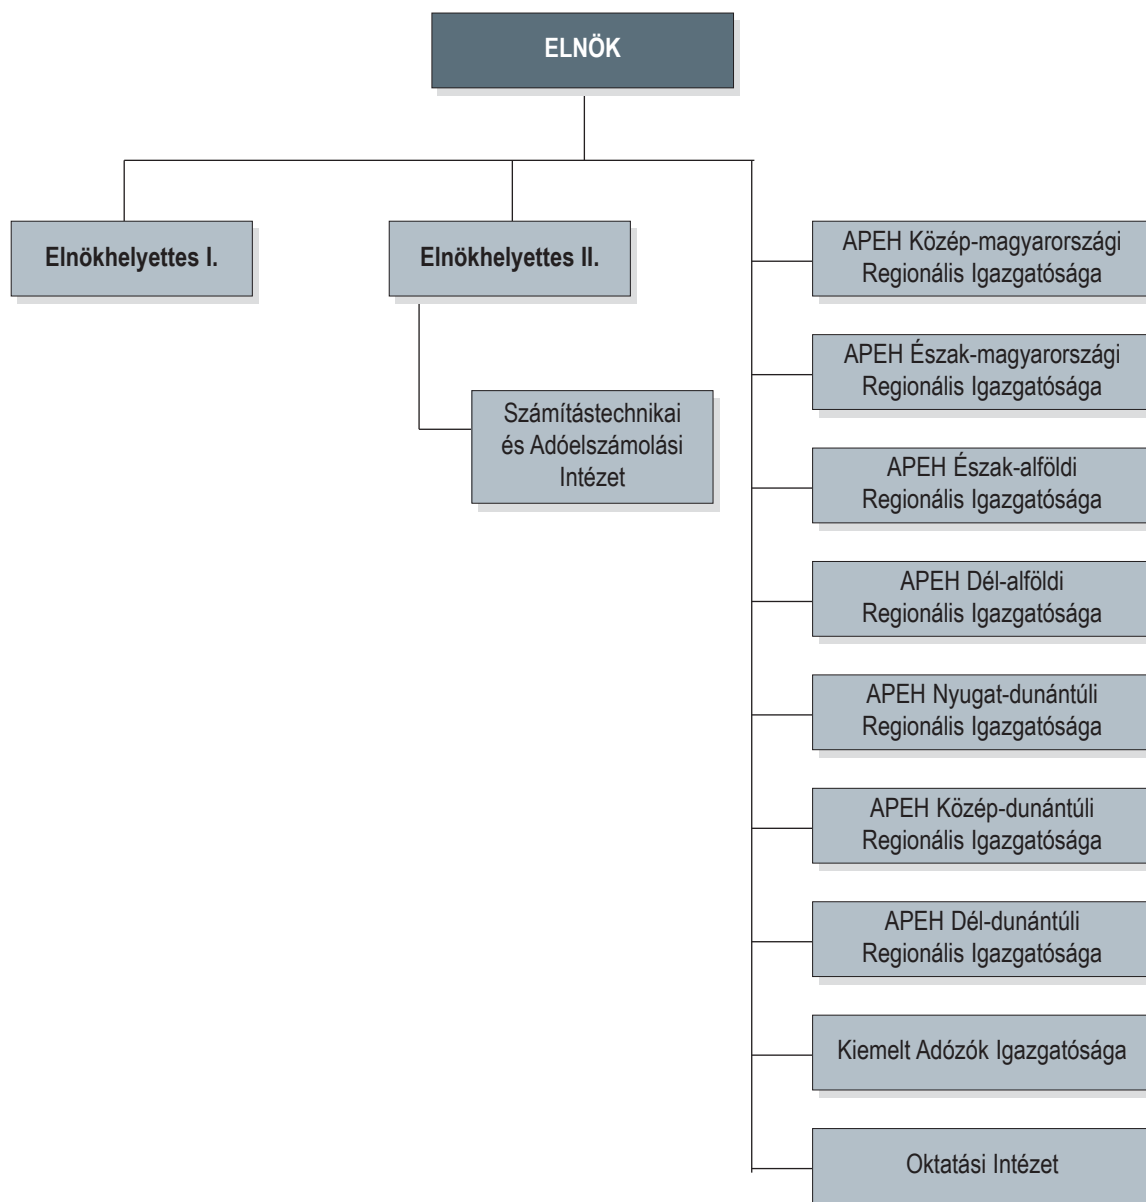 ELNÖK
Elnökhelyettes I.
Elnökhelyettes II.
Számítástechnikai
és Adóelszámolási
Intézet
APEH Közép-magyarországi
Regionális Igazgatósága
APEH Észak-magyarországi
Regionális Igazgatósága
APEH Észak-alföldi
Regionális Igazgatósága
APEH Dél-alföldi
Regionális Igazgatósága
APEH Nyugat-dunántúli
Regionális Igazgatósága
APEH Közép-dunántúli
Regionális Igazgatósága
APEH Dél-dunántúli
Regionális Igazgatósága
Kiemelt Adózók Igazgatósága
Oktatási Intézet